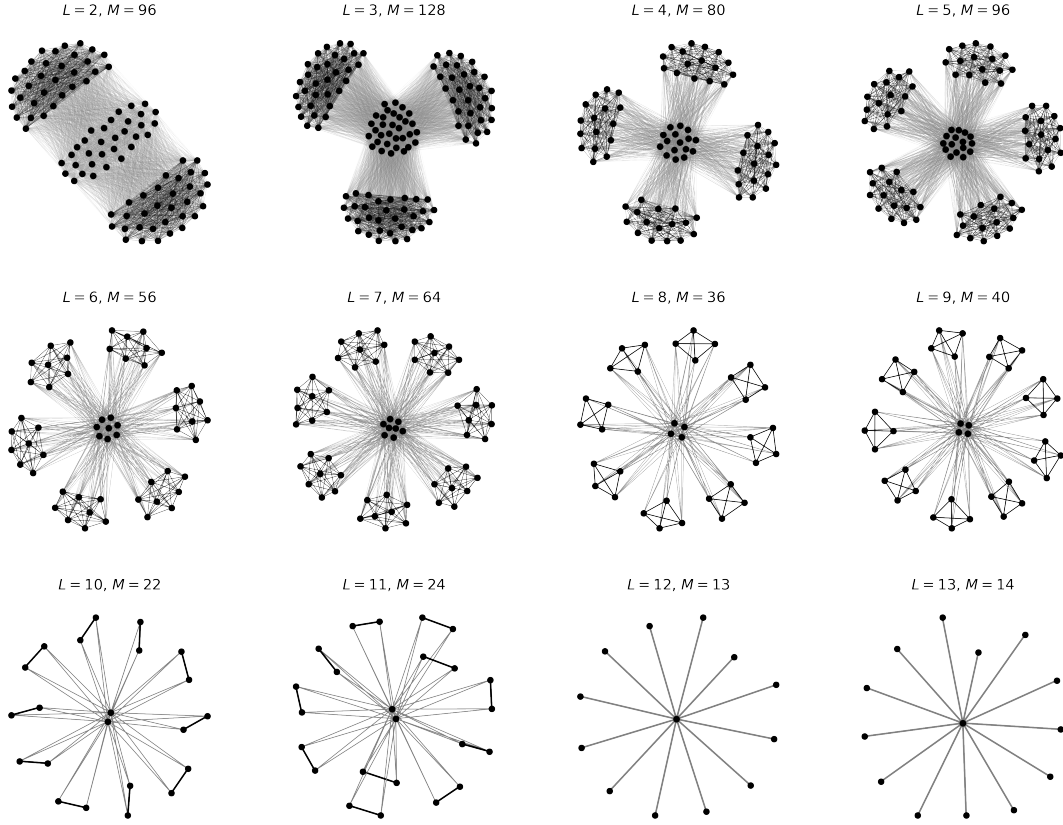 L = 2, M = 96
L = 3, M = 128
L = 4, M = 80
L = 5, M = 96
L = 6, M = 56
L = 7, M = 64
L = 8, M = 36
L = 9, M = 40
L = 10, M = 22
L = 11, M = 24
L = 12, M = 13
L = 13, M = 14